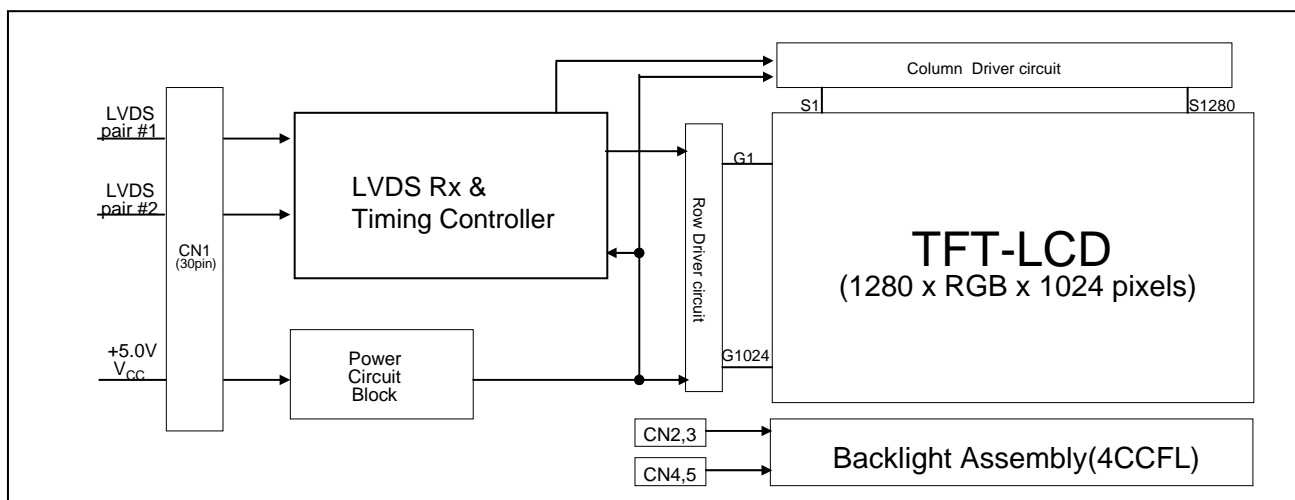 Column Driver circuit
S1
S1280
LVDS
pair #1
LVDS
pair #2
CN1
(30pin)
LVDS Rx &
Timing Controller
Row Driver circuit
G1
G1024
TFT-LCD
(1280 x RGB x 1024 pixels)
+5.0V
VCC
Power
Circuit
Block
CN2,3
CN4,5
Backlight Assembly(4CCFL)